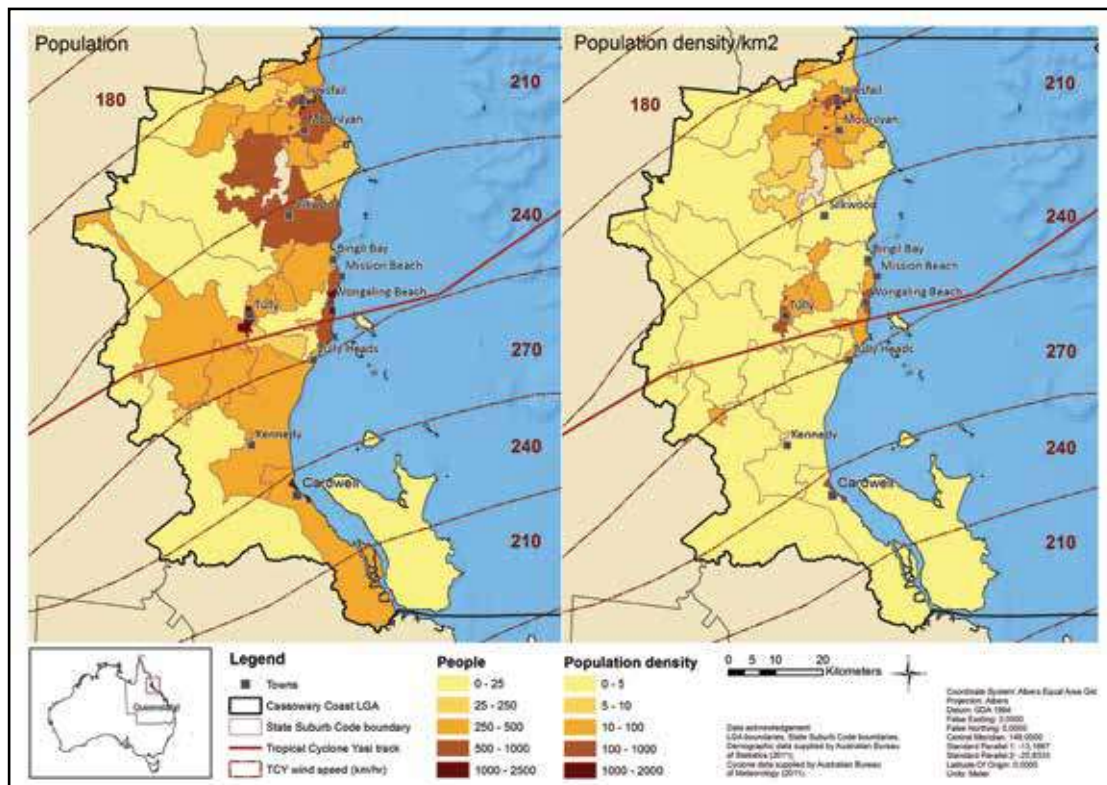 Population
180
210
Innisfail
Mourilyan
240
Silkwood
Bingil Bay
Mission Beach
Wongaling Beach
Tully
270
Tully Heads
Kennedy
240
Cardwell
210
Population density/km2
180
210
Innisfail
Mourilyan
240
Silkwood
Bingil Bay
Mission Beach
Wongaling Beach
Tully
270
Tully Heads
Kennedy
240
Cardwell
210
Queensland
Legend
Towns
Cassowary Coast LGA
State Suburb Code boundary
Tropical Cyclone Yasi track
TCY wind speed (km/hr)
People
0 - 25
25 - 250
250 - 500
500 - 1000
1000 - 2500
Population density
0 - 5
5 - 10
10 - 100
100 - 1000
1000 - 2000
0 5 10 20
Kilometers
Data acknowledgement
LGA boundaries, State Suburb Code boundaries,
Demographic data supplied by Australian Bureau
of Statistics (2011);
Cyclone data supplied by Australian Bureau
of Meteorology (2011).
Coordinate System: Albers Equal Area
Projection: Albers
Datum: GDA 1994
False Easting: 0.0000
False Northing: 0.0000
Central Meridian:
Standard Parallel 1:
Standard Parallel 2:
Latitude Of Origin: 0.0000
Units: Meter